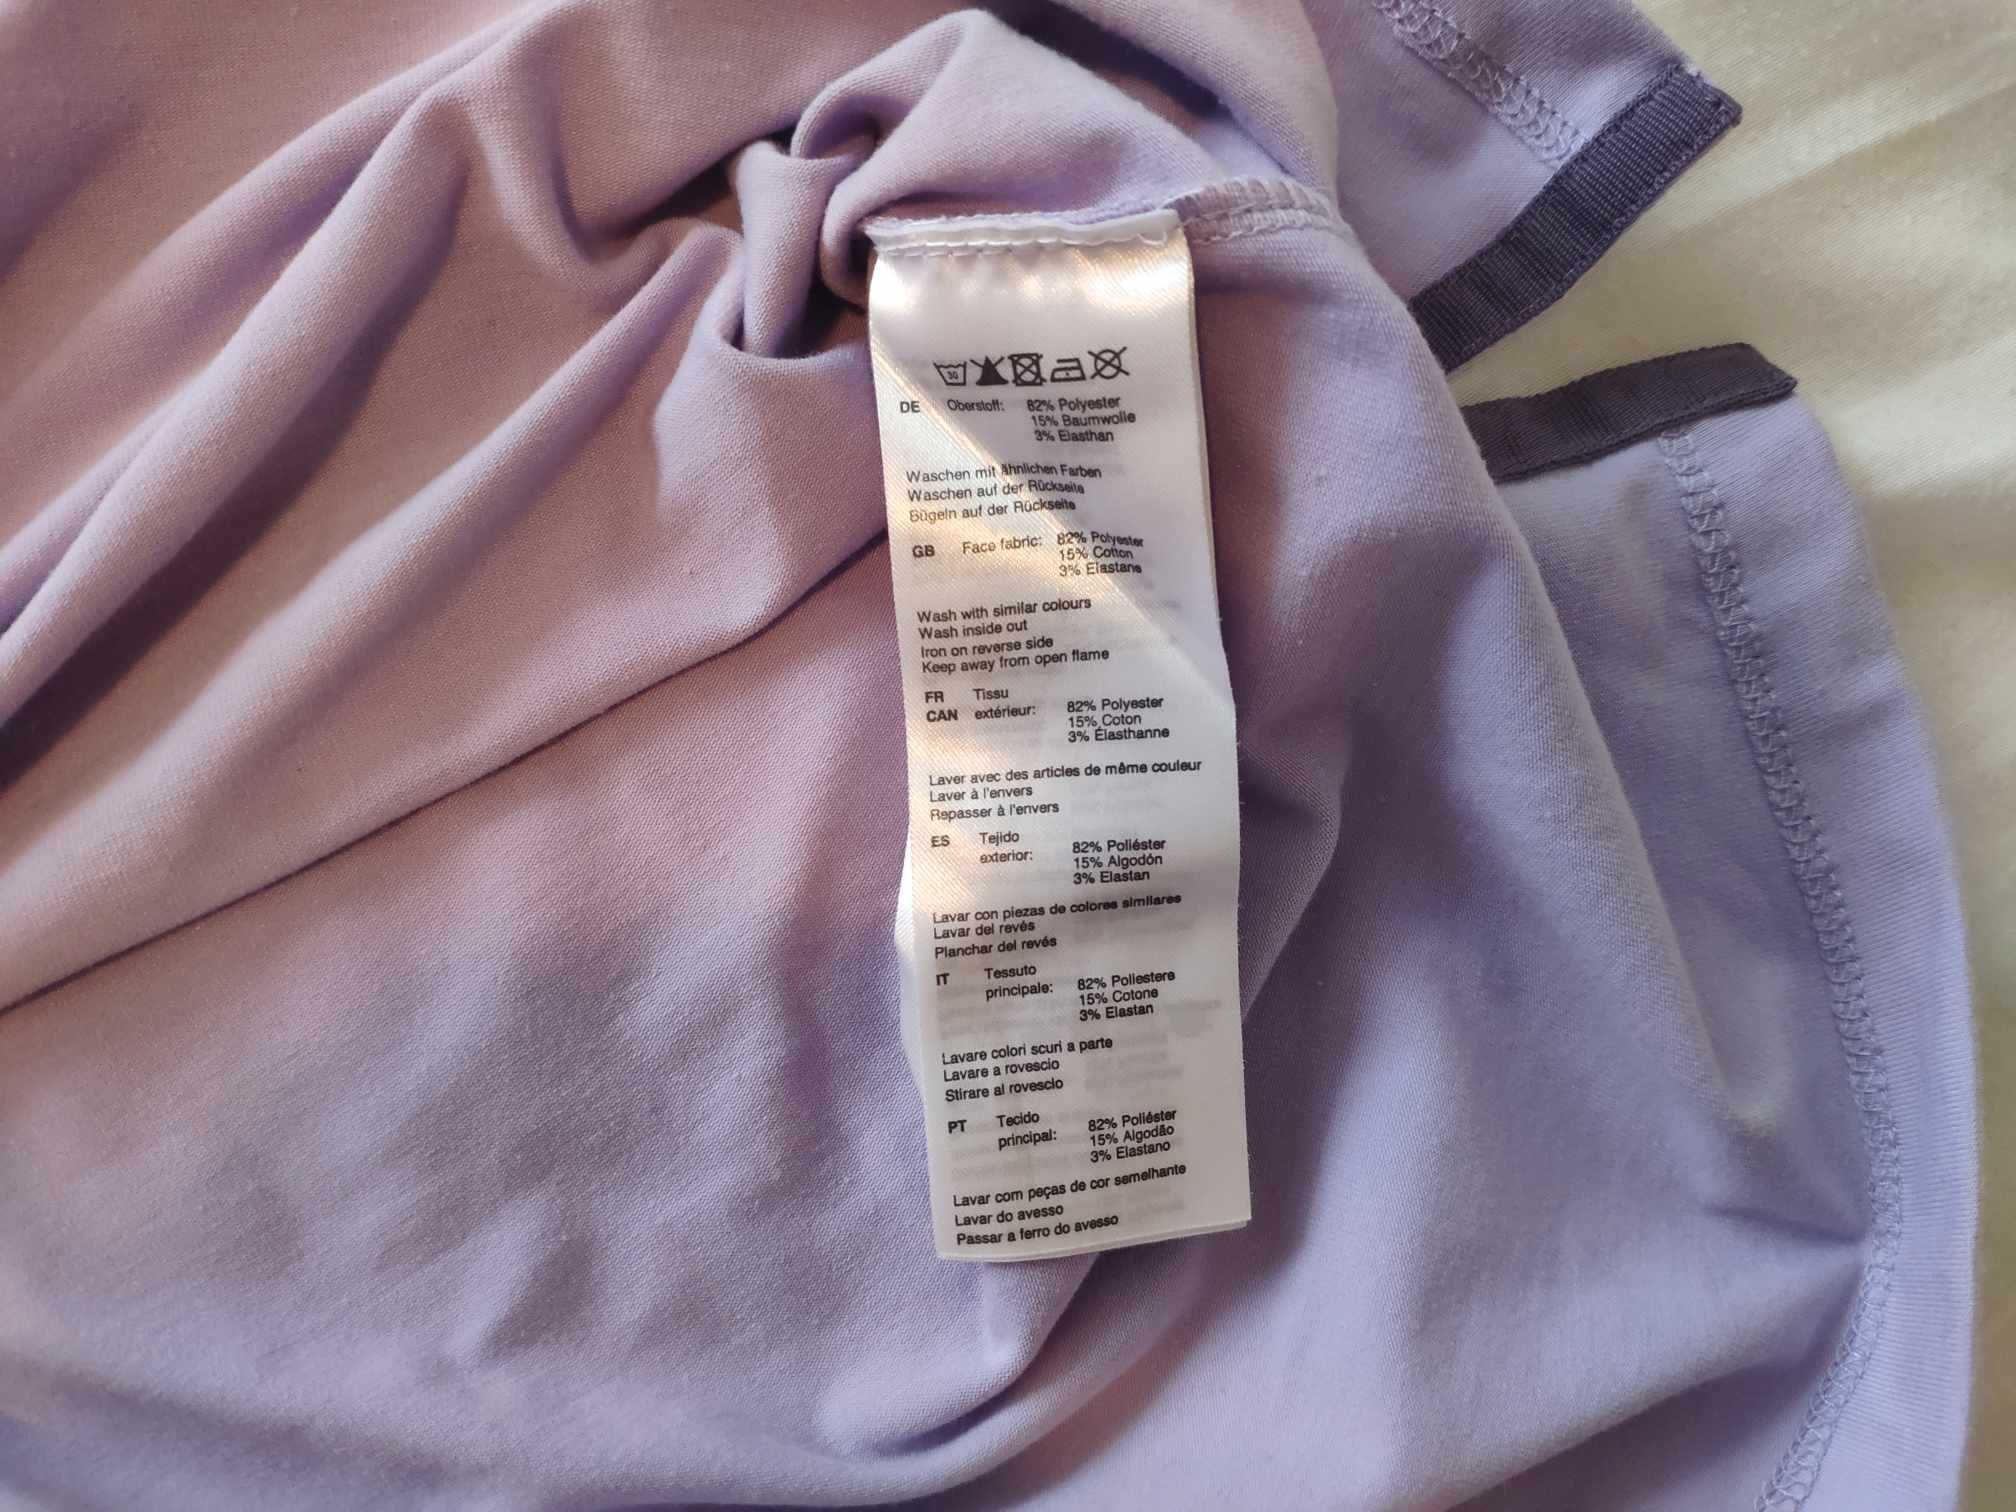 30
DE Oberstoff: 82% Polyester
15% Baumwolle
3% Elasthan
Waschen mit ähnlichen Farben
Waschen auf der Rückseite
Bügeln auf der Rückseite
GB Face fabric: 82% Polyester
15% Cotton
3% Elastane
Wash with similar colours
Wash inside out
Iron on reverse side
Keep away from open flame
FR Tissu
CAN extérieur: 82% Polyester
15% Coton
3% Élasthanne
Laver avec des articles de même couleur
Laver à l'envers
Repasser à l'envers
ES Tejido
exterior: 82% Poliéster
15% Algodón
3% Elastan
Lavar con piezas de colores similares
Lavar del revés
Planchar del revés
IT Tessuto
principale: 82% Poliestere
15% Cotone
3% Elastan
Lavare colori scuri a parte
Lavare a rovescio
Stirare al rovescio
PT Tecido
principal: 82% Poliéster
15% Algodão
3% Elastano
Lavar com peças de cor semelhante
Lavar do avesso
Passar a ferro do avesso